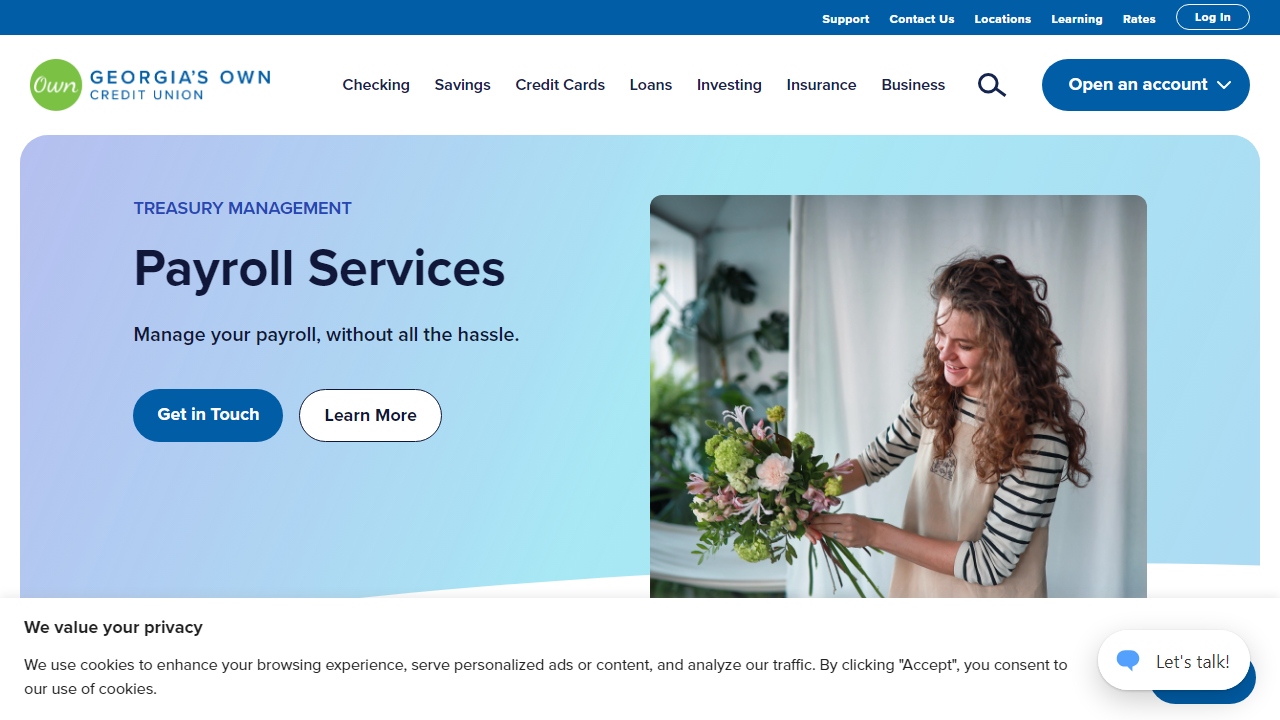 Support Contact Us Locations Learning Rates Log In
Own GEORGIA'S OWN
CREDIT UNION
Checking Savings Credit Cards Loans Investing Insurance Business Open an account
TREASURY MANAGEMENT
Payroll Services
Manage your payroll, without all the hassle.
Get in Touch Learn More
We value your privacy
We use cookies to enhance your browsing experience, serve personalized ads or content, and analyze our traffic. By clicking "Accept", you consent to
our use of cookies.
Let's talk!